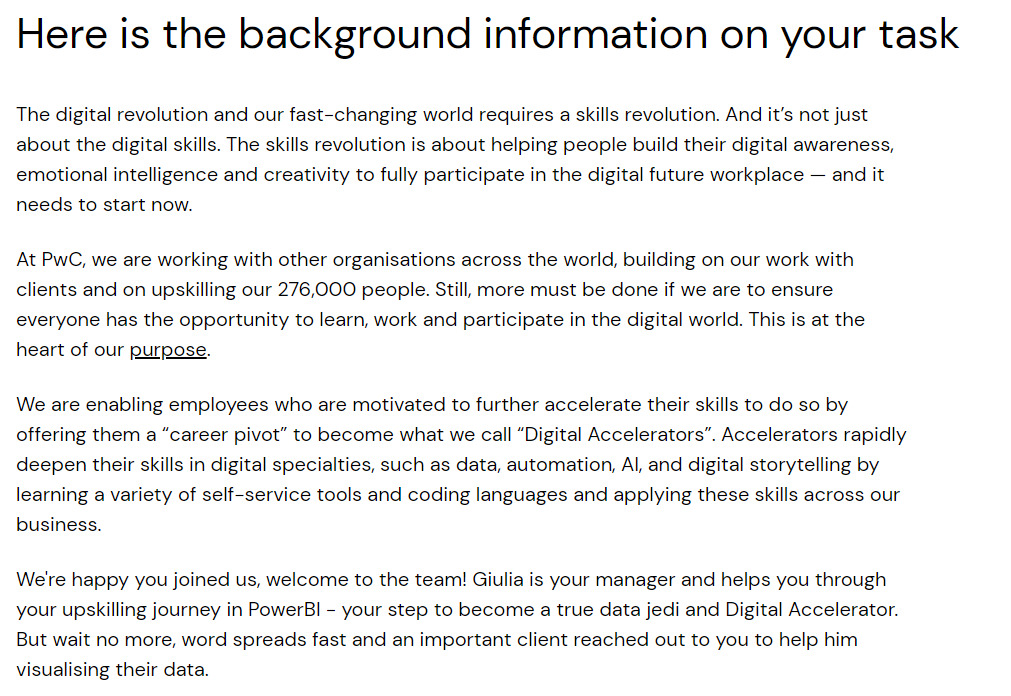 Here is the background information on your task
The digital revolution and our fast-changing world requires a skills revolution. And it’s not just
about the digital skills. The skills revolution is about helping people build their digital awareness,
emotional intelligence and creativity to fully participate in the digital future workplace — and it
needs to start now.
At PwC, we are working with other organisations across the world, building on our work with
clients and on upskilling our 276,000 people. Still, more must be done if we are to ensure
everyone has the opportunity to learn, work and participate in the digital world. This is at the
heart of our purpose.
We are enabling employees who are motivated to further accelerate their skills to do so by
offering them a “career pivot” to become what we call “Digital Accelerators”. Accelerators rapidly
deepen their skills in digital specialties, such as data, automation, AI, and digital storytelling by
learning a variety of self-service tools and coding languages and applying these skills across our
business.
We're happy you joined us, welcome to the team! Giulia is your manager and helps you through
your upskilling journey in PowerBI - your step to become a true data jedi and Digital Accelerator.
But wait no more, word spreads fast and an important client reached out to you to help him
visualising their data.